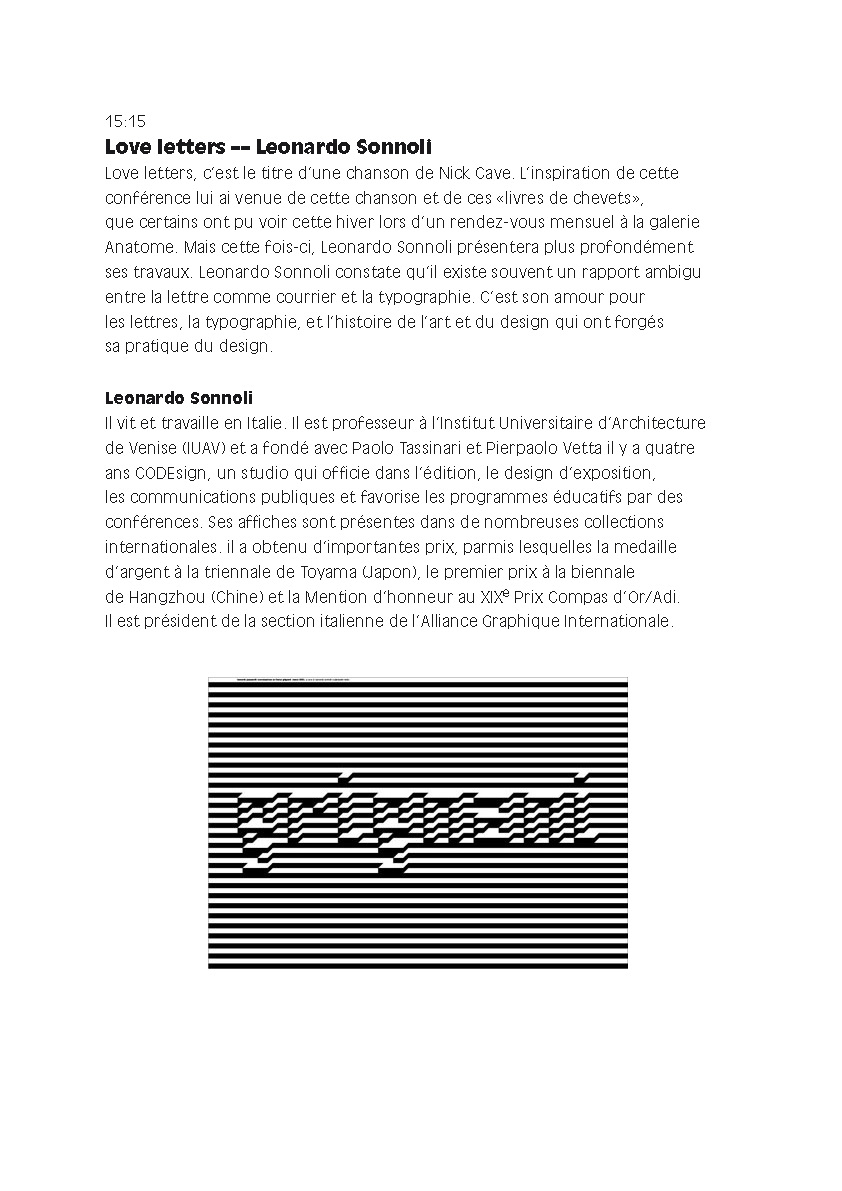 15:15
Love letters –– Leonardo Sonnoli
Love letters, c’est le titre d’une chanson de Nick Cave. L’inspiration de cette
conférence lui ai venue de cette chanson et de ces «livres de chevets»,
que certains ont pu voir cette hiver lors d’un rendez-vous mensuel à la galerie
Anatome. Mais cette fois-ci, Leonardo Sonnoli présentera plus profondément
ses travaux. Leonardo Sonnoli constate qu’il existe souvent un rapport ambigu
entre la lettre comme courrier et la typographie. C’est son amour pour
les lettres, la typographie, et l’histoire de l’art et du design qui ont forgés
sa pratique du design.
Leonardo Sonnoli
Il vit et travaille en Italie. Il est professeur à l’Institut Universitaire d’Architecture
de Venise (IUAV) et a fondé avec Paolo Tassinari et Pierpaolo Vetta il y a quatre
ans CODEsign, un studio qui officie dans l’édition, le design d’exposition,
les communications publiques et favorise les programmes éducatifs par des
conférences. Ses affiches sont présentes dans de nombreuses collections
internationales. il a obtenu d’importantes prix, parmis lesquelles la medaille
d’argent à la triennale de Toyama (Japon), le premier prix à la biennale
de Hangzhou (Chine) et la Mention d’honneur au XIXe Prix Compas d’Or/Adi.
Il est président de la section italienne de l’Alliance Graphique Internationale.
grignani